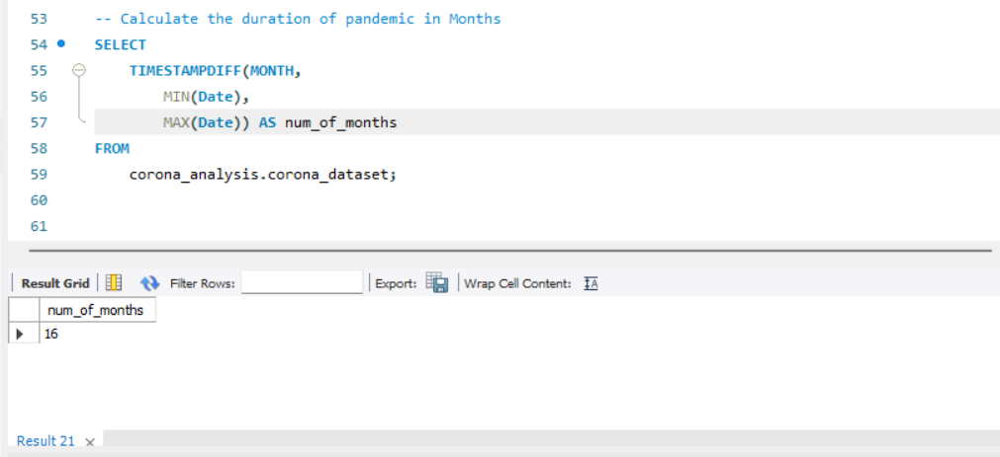 53 -- Calculate the duration of pandemic in Months
54 SELECT
55 TIMESTAMPDIFF(MONTH,
56 MIN(Date),
57 MAX(Date)) AS num_of_months
58 FROM
59 corona_analysis.corona_dataset;
60
61
Result Grid Filter Rows: Export: Wrap Cell Content: IA
num_of_months
16
Result 21 ×